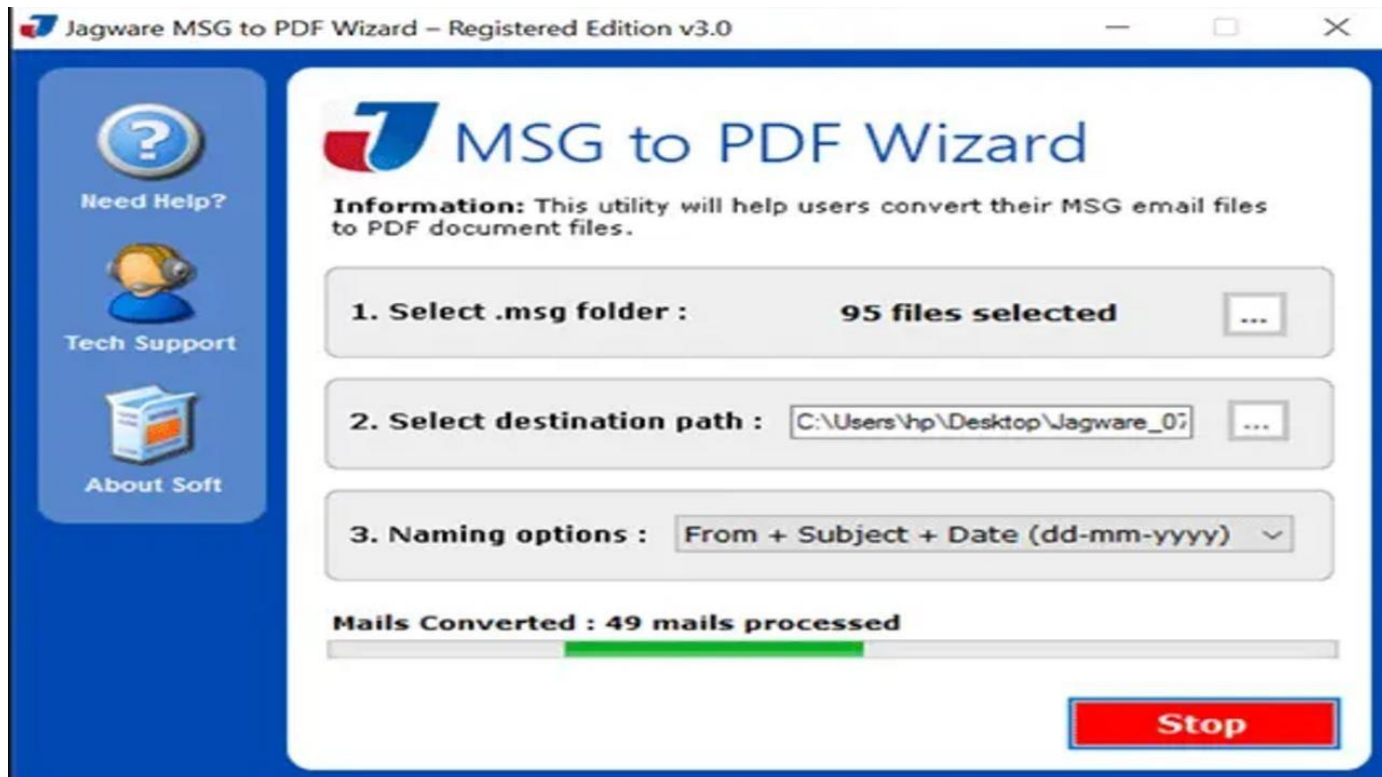 Jagware MSG to PDF Wizard – Registered Edition v3.0
Need Help?
Tech Support
About Soft
MSG to PDF Wizard
Information: This utility will help users convert their MSG email files
to PDF document files.
1. Select .msg folder : 95 files selected ...
2. Select destination path : C:\Users\hp\Desktop\Jagware_07 ...
3. Naming options : From + Subject + Date (dd-mm-yyyy)
Mails Converted : 49 mails processed
Stop